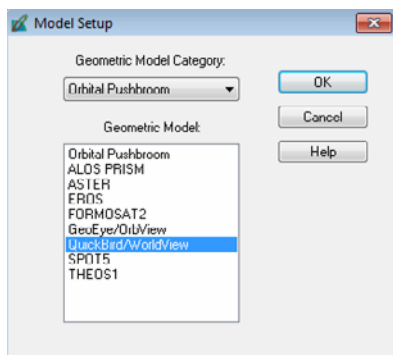 Model Setup
Geometric Model Category:
Orbital Pushbroom
OK
Cancel
Geometric Model:
Help
Orbital Pushbroom
ALOS PRISM
ASTER
EROS
FORMOSAT2
GeoEye/OrbView
QuickBird/WorldView
SPOT5
THEOS1